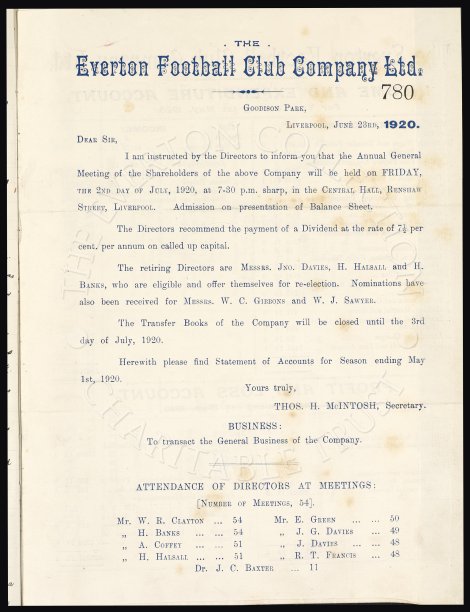 · THE ·
Everton Football Club Company Ltd.
780
GOODISON PARK,
LIVERPOOL, JUNE 23RD, 1920.
DEAR SIR,
I am instructed by the Directors to inform you that the Annual General
Meeting of the Shareholders of the above Company will be held on FRIDAY,
THE 2ND DAY OF JULY, 1920, AT 7-30 P.M. sharp, in the CENTRAL HALL, RENSHAW
STREET, LIVERPOOL. Admission on presentation of Balance Sheet.
The Directors recommend the payment of a Dividend at the rate of 7½ per
cent. per annum on called up capital.
The retiring Directors are MESSRS. JNO. DAVIES, H. HALSALL and H.
BANKS, who are eligible and offer themselves for re-election. Nominations have
also been received for MESSRS. W. C. GIBBONS and W. J. SAWYER.
The Transfer Books of the Company will be closed until the 3rd
day of July, 1920.
Herewith please find Statement of Accounts for Season ending May
1st, 1920.
Yours truly,
THOS. H. McINTOSH, Secretary.
BUSINESS:
To transact the General Business of the Company.
ATTENDANCE OF DIRECTORS AT MEETINGS:
[NUMBER OF MEETINGS, 54].
Mr. W. R. CLAYTON ... 54 Mr. E. GREEN ... ... 50
„ H. BANKS ... ... 54 „ J. G. DAVIES ... 49
„ A. COFFEY ... ... 51 „ J. DAVIES ... ... 48
„ H. HALSALL ... ... 51 „ R. T. FRANCIS ... 48
Dr. J. C. BAXTER ... 11
THE EVERTON COLLECTION
CHARITABLE TRUST